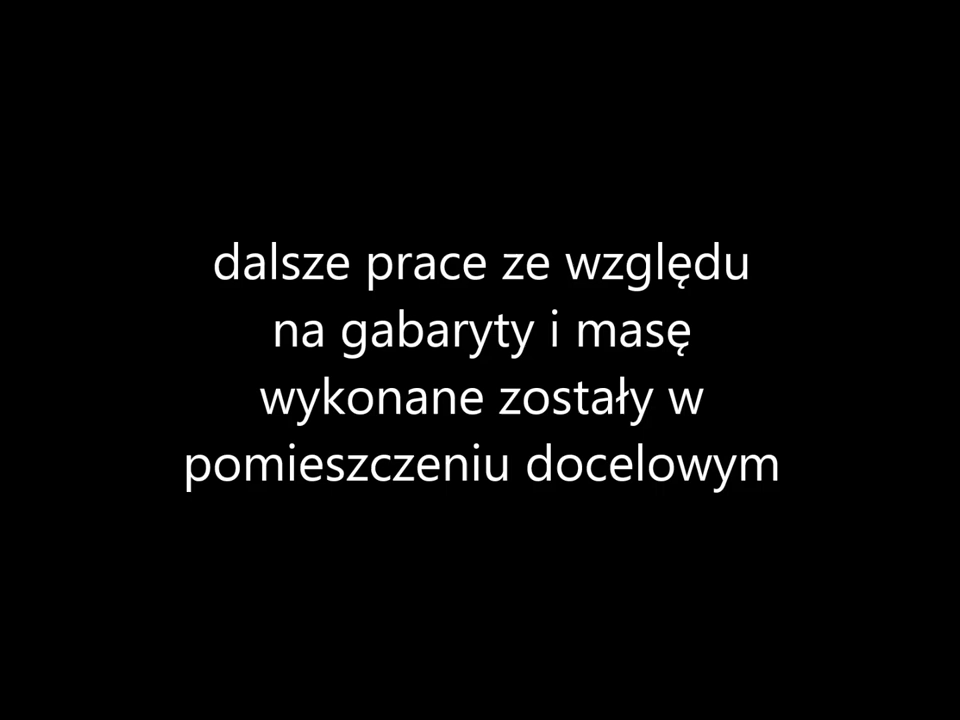 dalsze prace ze względu
na gabaryty i masę
wykonane zostały w
pomieszczeniu docelowym